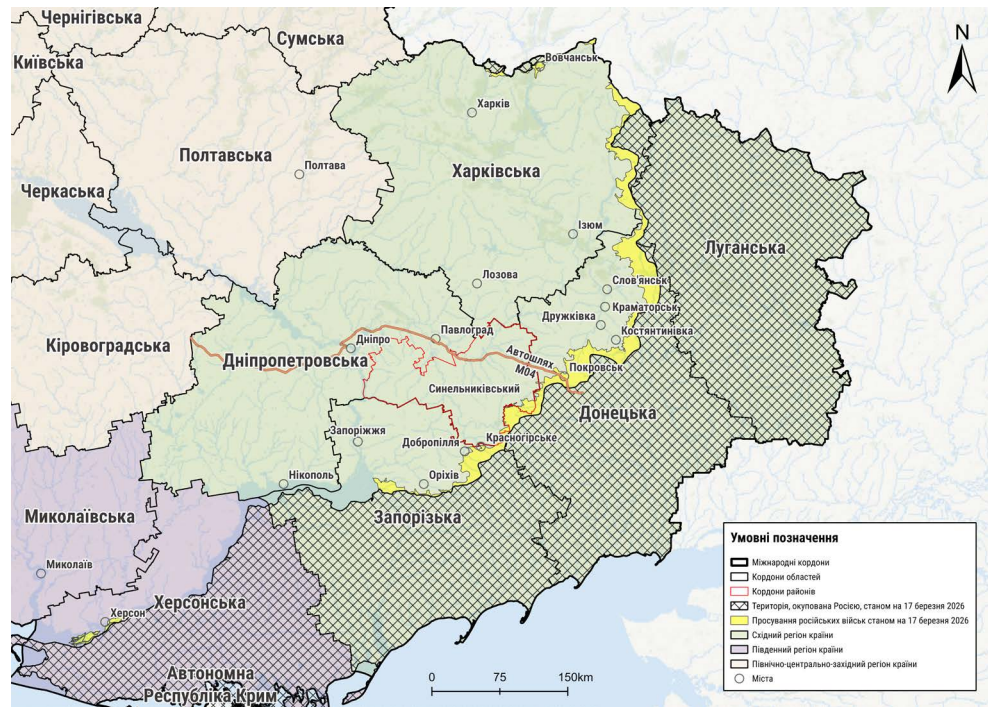 Чернігівська
Сумська
Київська
N
Вовчанськ
Харків
Полтавська
Полтава
Харківська
Черкаська
Ізюм
Луганська
Лозова
Слов'янськ
Краматорськ
Дружківка
Костянтинівка
Павлоград
Дніпро
Кіровоградська
Дніпропетровська
Автошлях
М04
Покровськ
Синельниківський
Донецька
Запоріжжя
Добропілля
Красногірське
Нікополь
Оріхів
Миколаївська
Запорізька
Миколаїв
Херсон
Херсонська
Автономна
Республіка Крим
0 75 150km
Умовні позначення
Міжнародні кордони
Кордони областей
Кордони районів
Територія, окупована Росією, станом на 17 березня 2026
Просування російських військ станом на 17 березня 2026
Східний регіон країни
Південний регіон країни
Північно-центрально-західний регіон країни
Міста